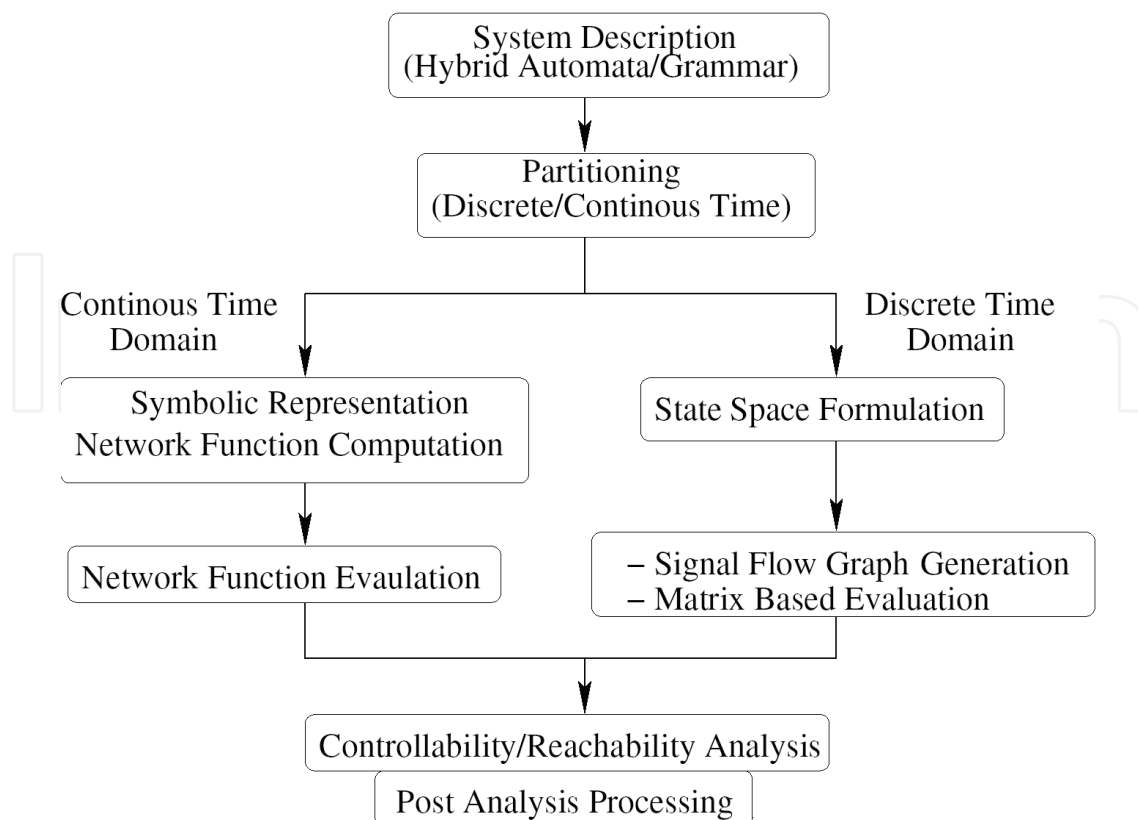 System Description
(Hybrid Automata/Grammar)
Partitioning
(Discrete/Continous Time)
Continous Time
Domain
Discrete Time
Domain
Symbolic Representation
Network Function Computation
State Space Formulation
Network Function Evaulation
– Signal Flow Graph Generation
– Matrix Based Evaluation
Controllability/Reachability Analysis
Post Analysis Processing